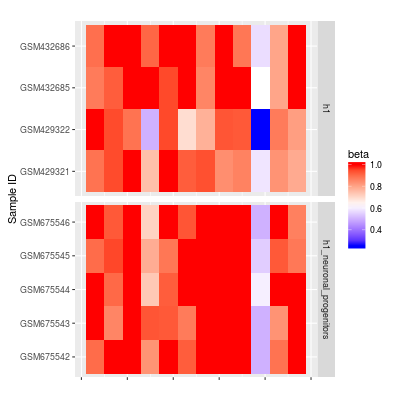 GSM432686
GSM432685
GSM429322
GSM429321
h1
GSM675546
GSM675545
GSM675544
GSM675543
GSM675542
h1_neuronal_progenitors
Sample ID
beta
1.0
0.8
0.6
0.4